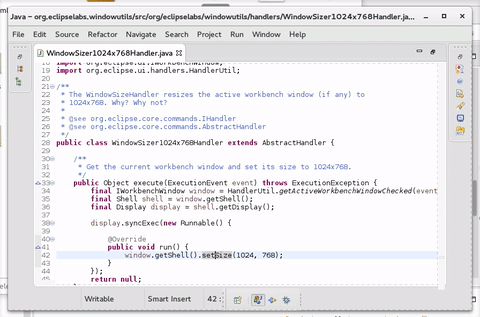 Java – org.eclipselabs.windowutils/src/org/eclipselabs/windowutils/handlers/WindowSizer1024x768Handler.ja...
File Edit Source Refactor Navigate Search Project Run Window Help
WindowSizer1024x768Handler.java
19 import org.eclipse.ui.handlers.HandlerUtil;
20
21 /**
22 * The WindowSizeHandler resizes the active workbench window (if any) to
23 * 1024x768. Why? Why not?
24 *
25 * @see org.eclipse.core.commands.IHandler
26 * @see org.eclipse.core.commands.AbstractHandler
27 */
28 public class WindowSizer1024x768Handler extends AbstractHandler {
29
30 /**
31 * Get the current workbench window and set its size to 1024x768.
32 */
33 public Object execute(ExecutionEvent event) throws ExecutionException {
34 final IWorkbenchWindow window = HandlerUtil.getActiveWorkbenchWindowChecked(event
35 final Shell shell = window.getShell();
36 final Display display = shell.getDisplay();
37
38 display.syncExec(new Runnable() {
39
40 @Override
41 public void run() {
42 window.getShell().setSize(1024, 768);
43 }
44 });
45 return null;
Writable Smart Insert 42 :